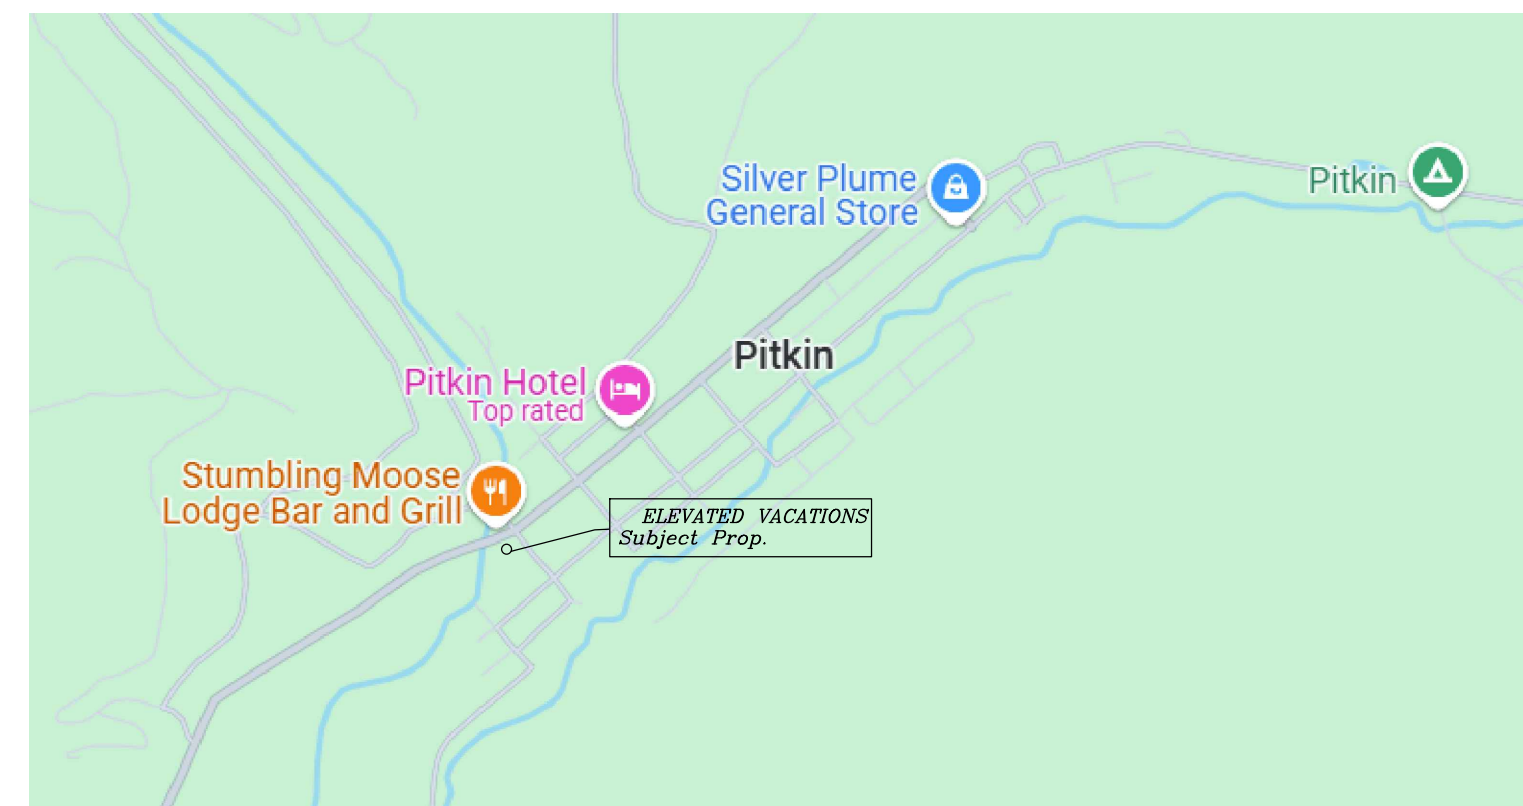 Silver Plume
General Store
Pitkin
Pitkin
Pitkin Hotel
Top rated
Stumbling Moose
Lodge Bar and Grill
ELEVATED VACATIONS
Subject Prop.